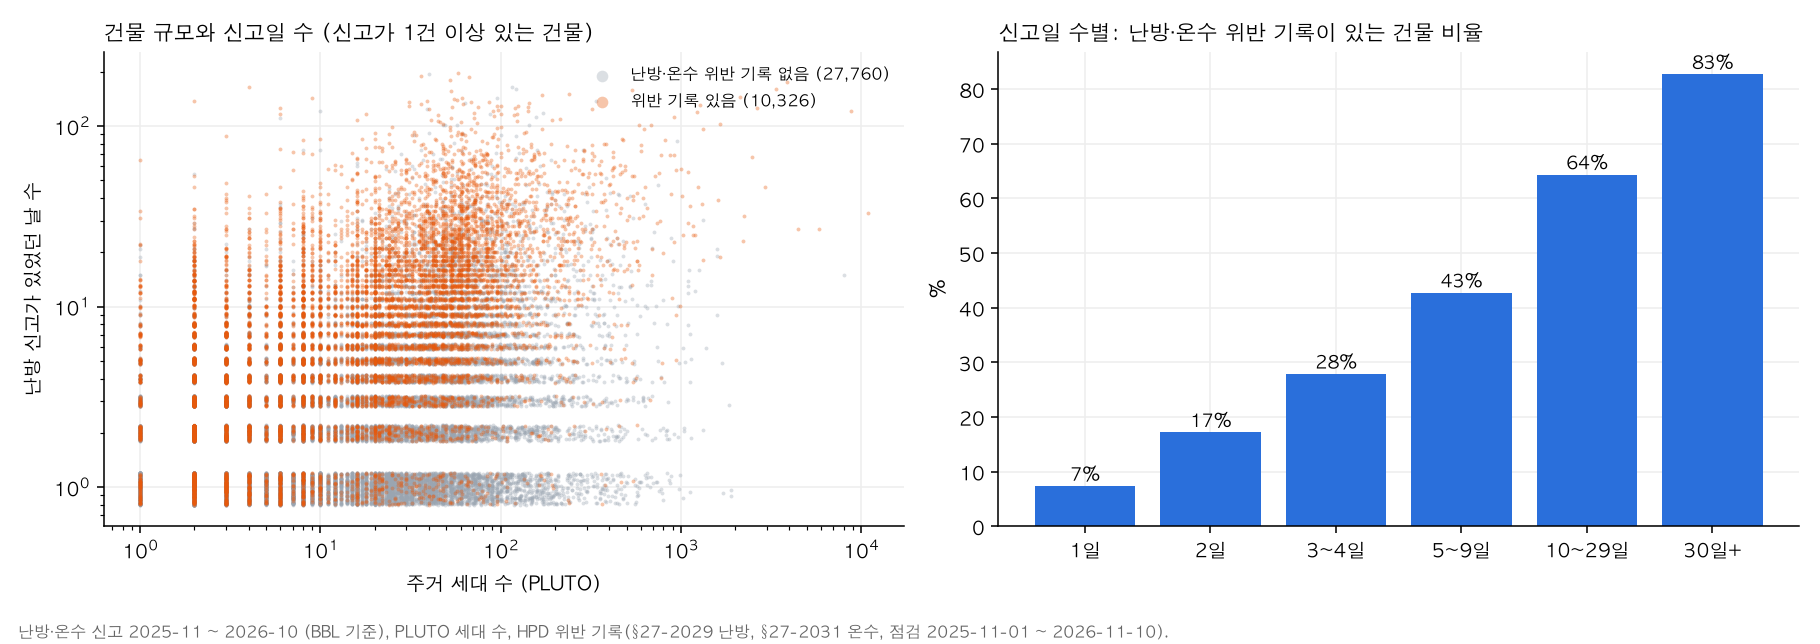 건물 규모와 신고일 수 (신고가 1건 이상 있는 건물)
난방·온수 위반 기록 없음 (27,760)
위반 기록 있음 (10,326)
난방 신고가 있었던 날 수
10²
10¹
10⁰
10⁰ 10¹ 10² 10³ 10⁴
주거 세대 수 (PLUTO)
신고일 수별: 난방·온수 위반 기록이 있는 건물 비율
%
80
70
60
50
40
30
20
10
0
7%
17%
28%
43%
64%
83%
1일 2일 3~4일 5~9일 10~29일 30일+
난방·온수 신고 2025-11 ~ 2026-10 (BBL 기준), PLUTO 세대 수, HPD 위반 기록(§27-2029 난방, §27-2031 온수, 점검 2025-11-01 ~ 2026-11-10).